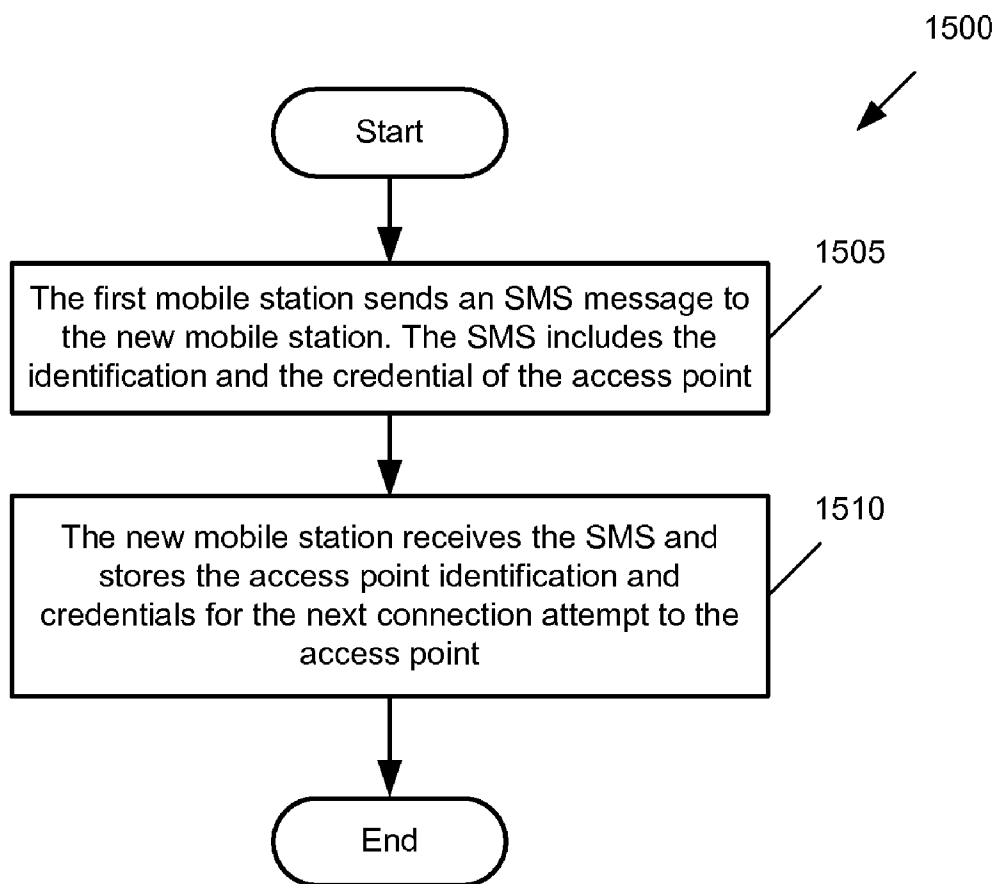 1500
Start
1505
The first mobile station sends an SMS message to
the new mobile station. The SMS includes the
identification and the credential of the access point
1510
The new mobile station receives the SMS and
stores the access point identification and
credentials for the next connection attempt to the
access point
End